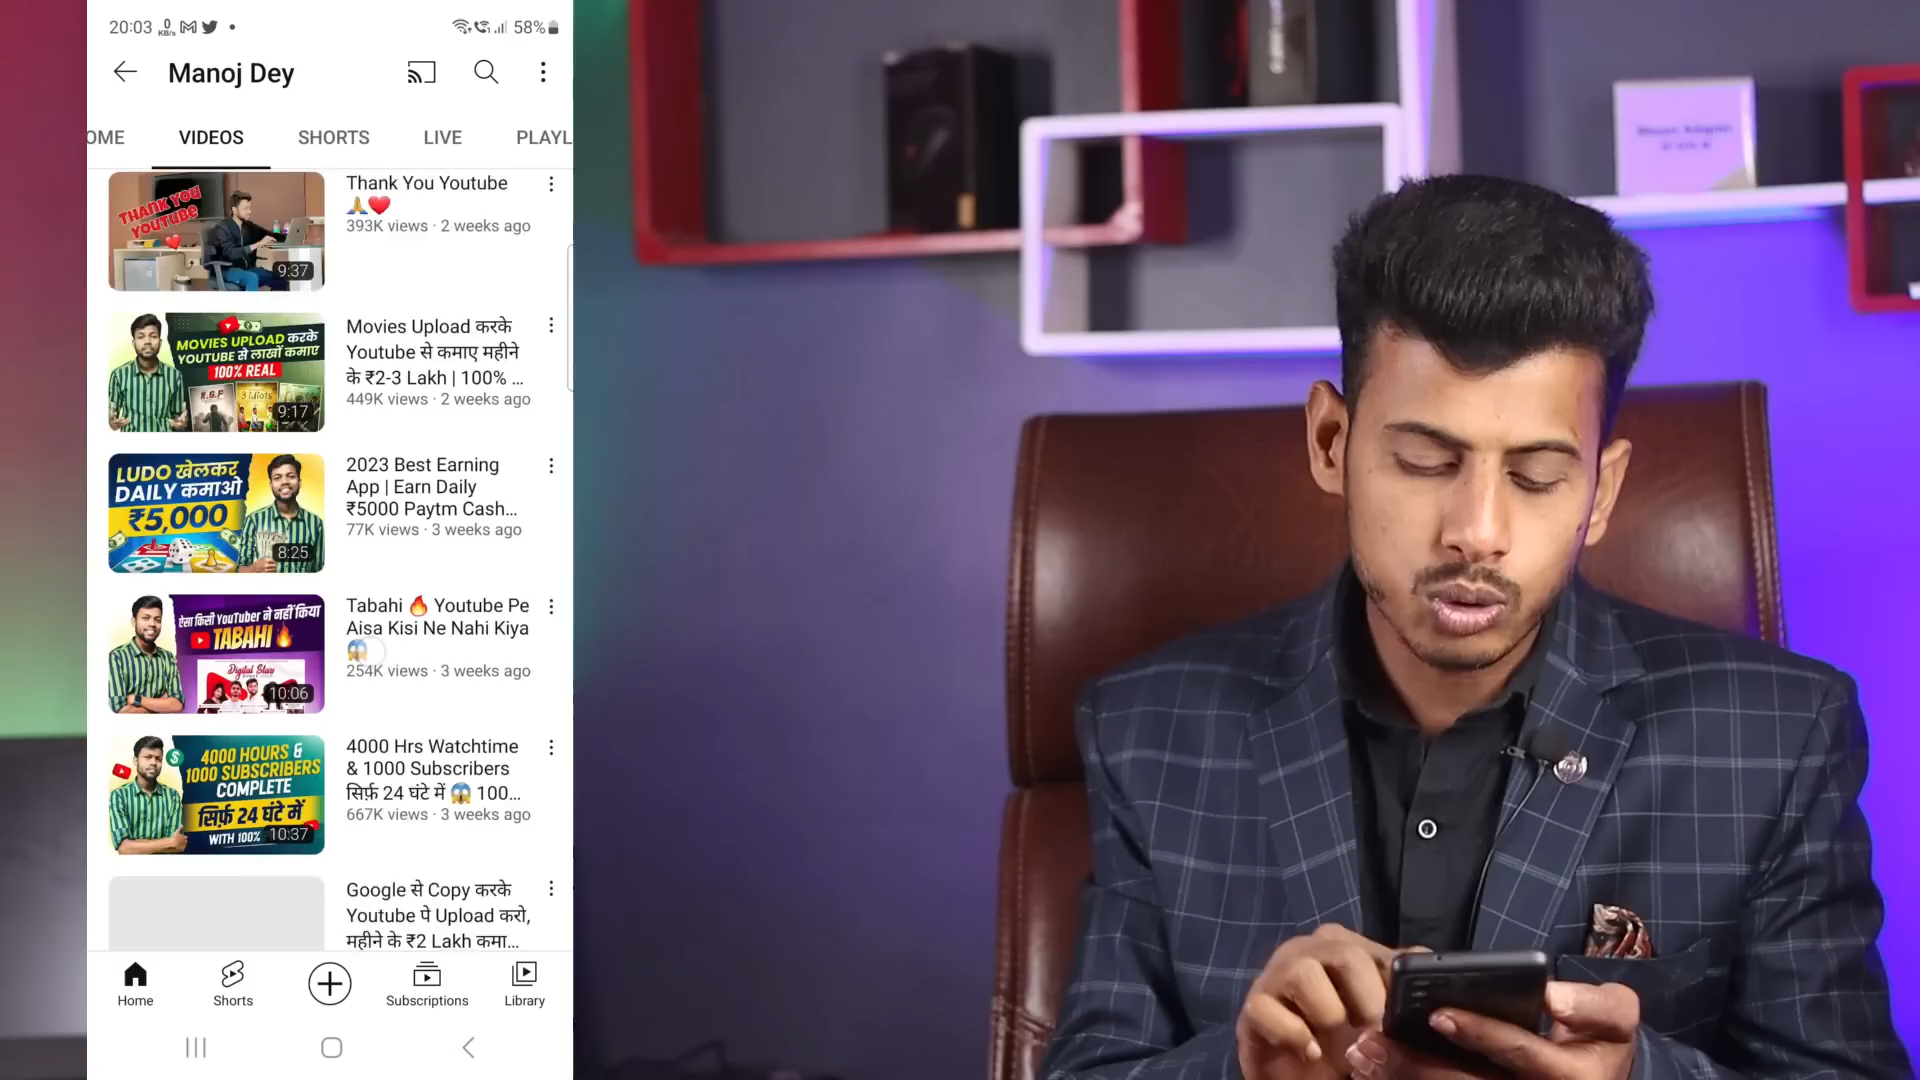 20:03 0 KB/s 58%
Manoj Dey
OME VIDEOS SHORTS LIVE PLAYL
THANK YOU
YOUTUBE
9:37
Thank You Youtube
🙏❤️
393K views · 2 weeks ago
MOVIES UPLOAD करके
YOUTUBE से लाखों कमाए
100% REAL
K.G.F
3 idiots
9:17
Movies Upload करके
Youtube से कमाए महीने
के ₹2-3 Lakh | 100% ...
449K views · 2 weeks ago
LUDO खेलकर
DAILY कमाओ
₹5,000
8:25
2023 Best Earning
App | Earn Daily
₹5000 Paytm Cash...
77K views · 3 weeks ago
ऐसा किसी YouTuber ने नहीं किया
TABAHI🔥
Digital Star
10:06
Tabahi 🔥 Youtube Pe
Aisa Kisi Ne Nahi Kiya
😱
254K views · 3 weeks ago
4000 HOURS &
1000 SUBSCRIBERS
COMPLETE
सिर्फ़ 24 घंटे में
WITH 100%
10:37
4000 Hrs Watchtime
& 1000 Subscribers
सिर्फ़ 24 घंटे में 😱 100...
667K views · 3 weeks ago
Google से Copy करके
Youtube पे Upload करो,
महीने के ₹2 Lakh कमा...
Home Shorts Subscriptions Library